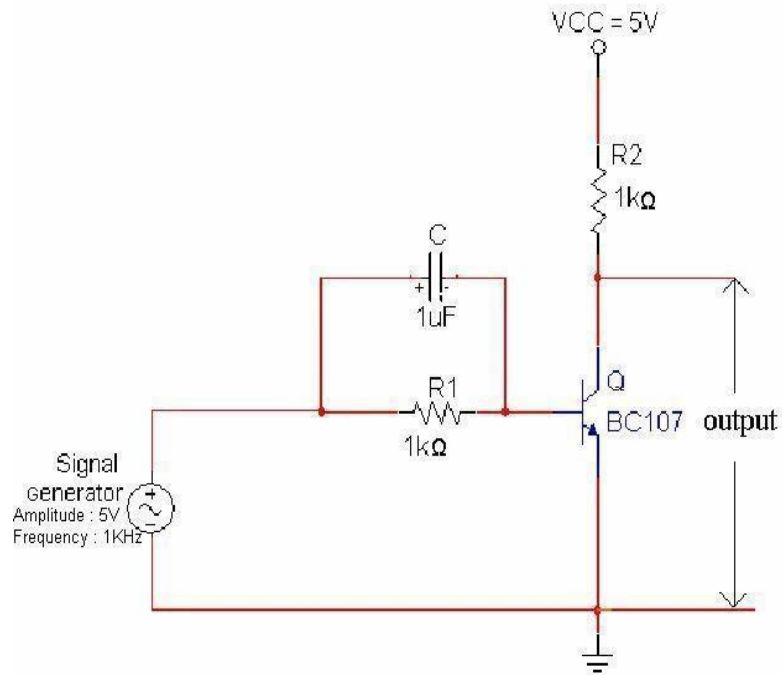 VCC = 5V
R2
1kΩ
C
+ -
1uF
R1
1kΩ
Q
BC107
output
Signal
generator
Amplitude : 5V
Frequency : 1KHz